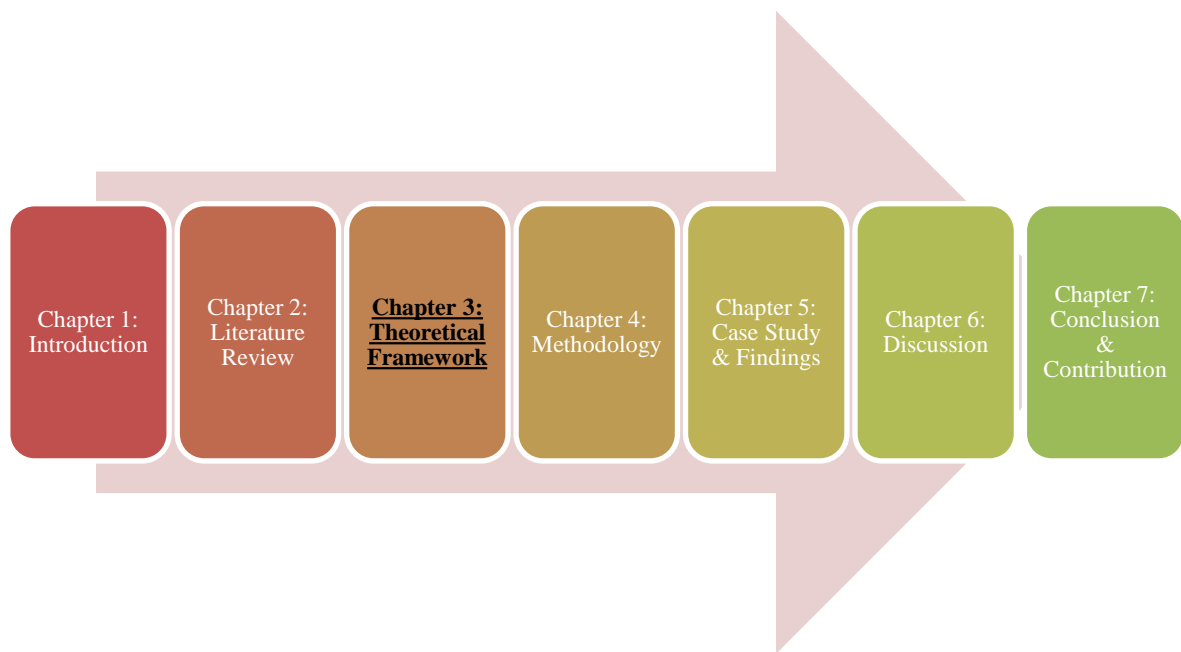 Chapter 1:
Introduction
Chapter 2:
Literature
Review
Chapter 3:
Theoretical
Framework
Chapter 4:
Methodology
Chapter 5:
Case Study
& Findings
Chapter 6:
Discussion
Chapter 7:
Conclusion
&
Contribution